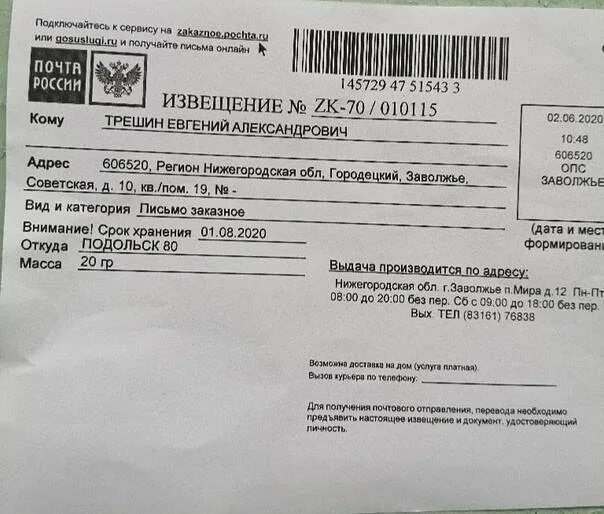 Подключайтесь к сервису на zakaznoe.pochta.ru
или gosuslugi.ru и получайте письма онлайн
ПОЧТА
РОССИИ
145729 47 51543 3
ИЗВЕЩЕНИЕ № ZK-70 / 010115
02.06.2020
10:48
606520
ОПС
ЗАВОЛЖЬЕ
(дата и мест
формирован
Кому ТРЕШИН ЕВГЕНИЙ АЛЕКСАНДРОВИЧ
Адрес 606520, Регион Нижегородская обл, Городецкий, Заволжье,
Советская, д. 10, кв./пом. 19, № -
Вид и категория Письмо заказное
Внимание! Срок хранения 01.08.2020
Откуда ПОДОЛЬСК 80
Масса 20 гр
Выдача производится по адресу:
Нижегородская обл. г.Заволжье п.Мира д.12 Пн-Пт
08:00 до 20:00 без пер. Сб с 09:00 до 18:00 без пер.
Вых. ТЕЛ (83161) 76838
Возможна доставка на дом (услуга платная).
Вызов курьера по телефону:
Для получения почтового отправления, перевода необходимо
предъявить настоящее извещение и документ, удостоверяющий
личность.